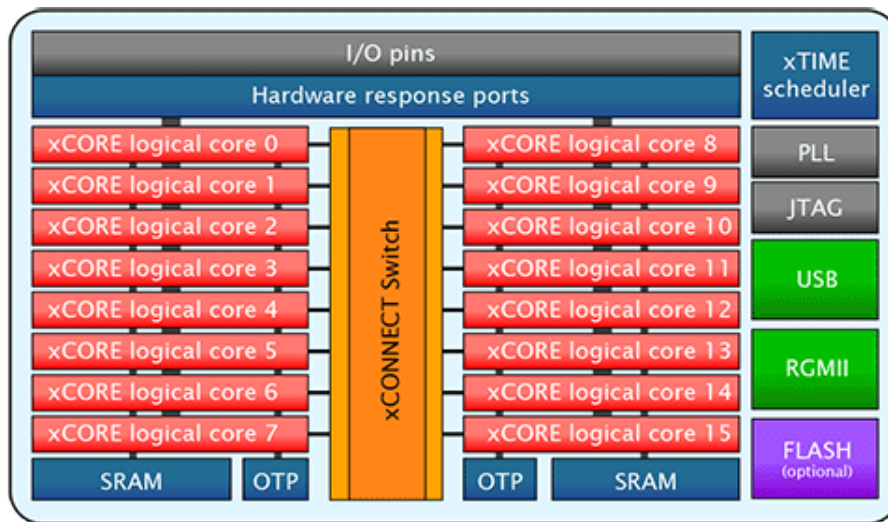 I/O pins
Hardware response ports
xTIME
scheduler
xCORE logical core 0
xCORE logical core 1
xCORE logical core 2
xCORE logical core 3
xCORE logical core 4
xCORE logical core 5
xCORE logical core 6
xCORE logical core 7
SRAM
OTP
xCONNECT Switch
xCORE logical core 8
xCORE logical core 9
xCORE logical core 10
xCORE logical core 11
xCORE logical core 12
xCORE logical core 13
xCORE logical core 14
xCORE logical core 15
OTP
SRAM
PLL
JTAG
USB
RGMII
FLASH
(optional)